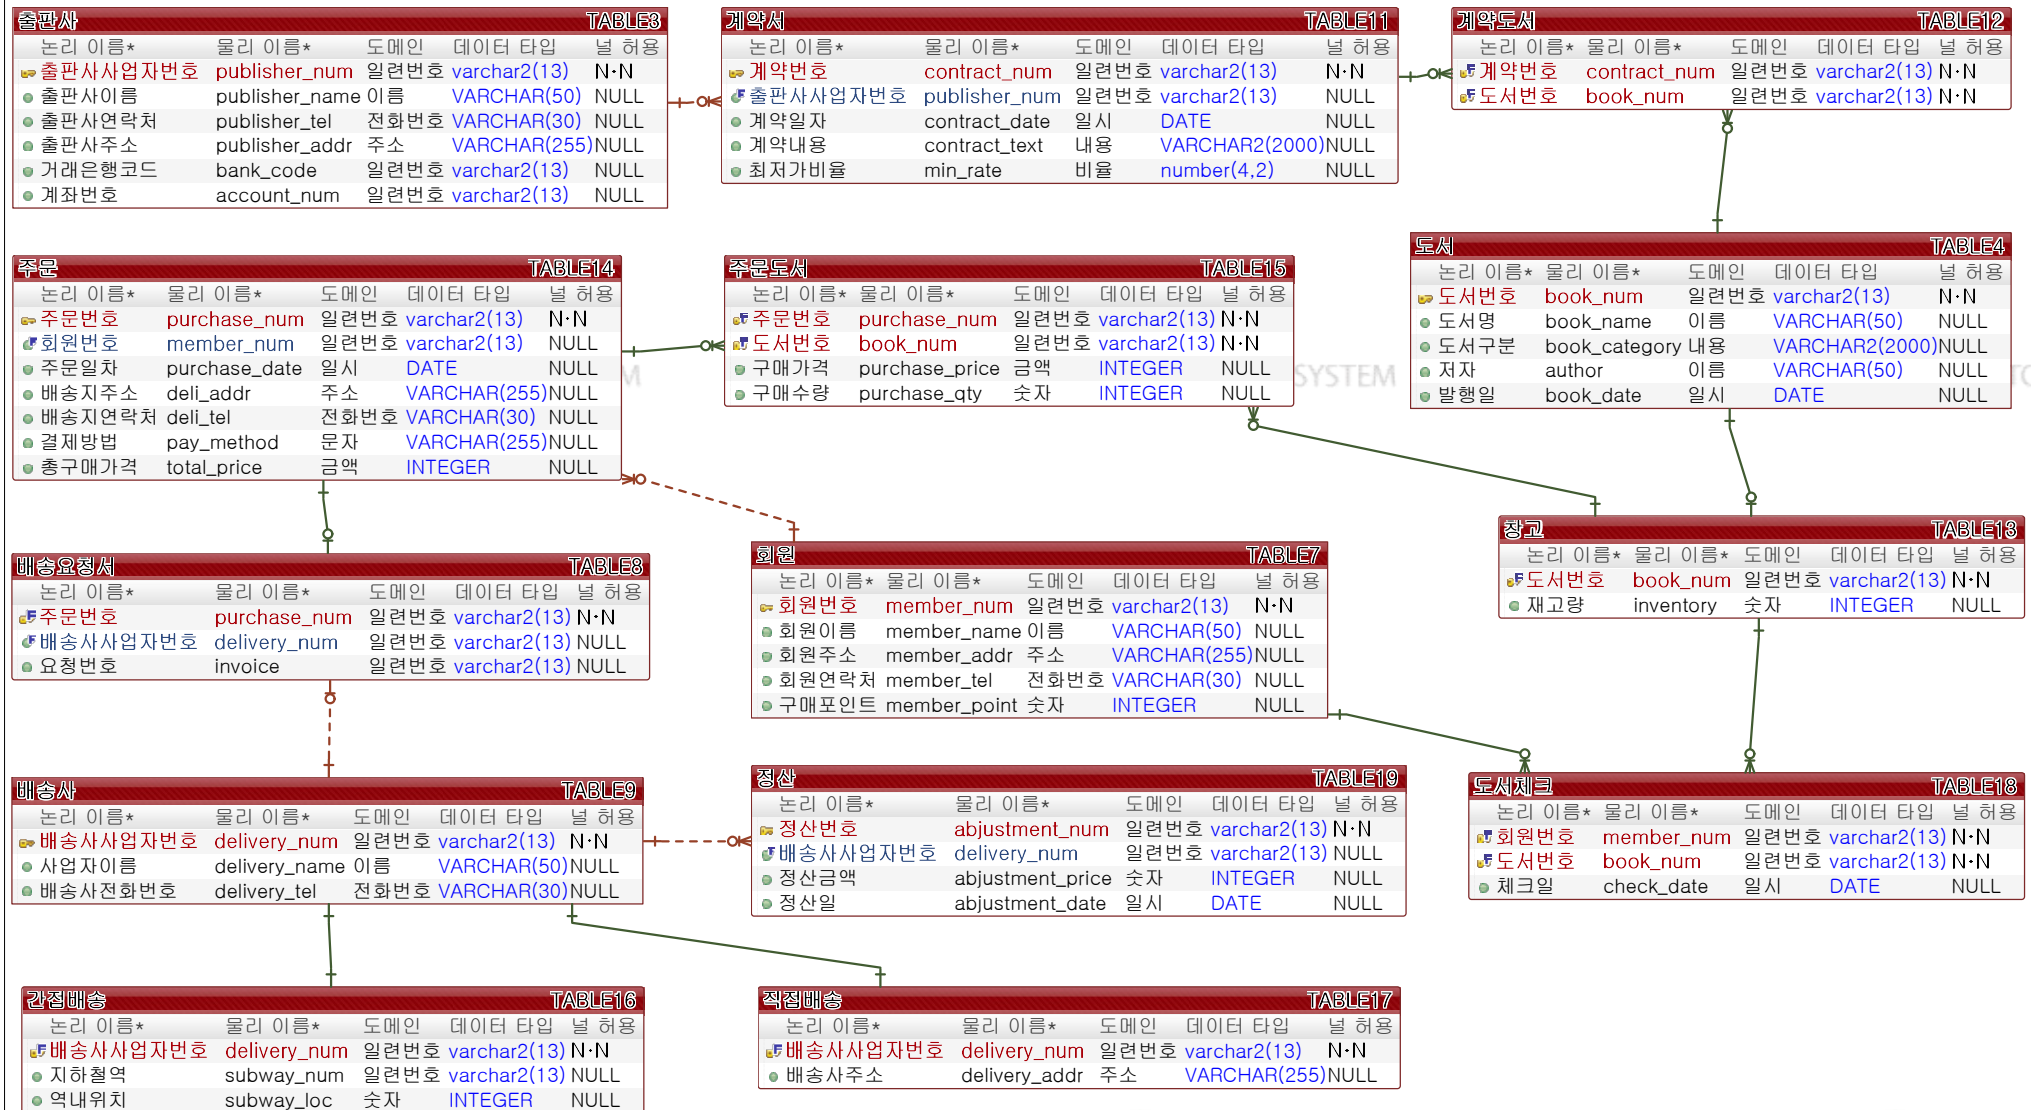 출판사 TABLE3
논리 이름* 물리 이름* 도메인 데이터 타입 널 허용
출판사사업자번호 publisher_num 일련번호 varchar2(13) N·N
출판사이름 publisher_name 이름 VARCHAR(50) NULL
출판사연락처 publisher_tel 전화번호 VARCHAR(30) NULL
출판사주소 publisher_addr 주소 VARCHAR(255) NULL
거래은행코드 bank_code 일련번호 varchar2(13) NULL
계좌번호 account_num 일련번호 varchar2(13) NULL
계약서 TABLE11
논리 이름* 물리 이름* 도메인 데이터 타입 널 허용
계약번호 contract_num 일련번호 varchar2(13) N·N
출판사사업자번호 publisher_num 일련번호 varchar2(13) NULL
계약일자 contract_date 일시 DATE NULL
계약내용 contract_text 내용 VARCHAR2(2000) NULL
최저가비율 min_rate 비율 number(4,2) NULL
계약도서 TABLE12
논리 이름* 물리 이름* 도메인 데이터 타입 널 허용
계약번호 contract_num 일련번호 varchar2(13) N·N
도서번호 book_num 일련번호 varchar2(13) N·N
주문 TABLE14
논리 이름* 물리 이름* 도메인 데이터 타입 널 허용
주문번호 purchase_num 일련번호 varchar2(13) N·N
회원번호 member_num 일련번호 varchar2(13) NULL
주문일차 purchase_date 일시 DATE NULL
배송지주소 deli_addr 주소 VARCHAR(255) NULL
배송지연락처 deli_tel 전화번호 VARCHAR(30) NULL
결제방법 pay_method 문자 VARCHAR(255) NULL
총구매가격 total_price 금액 INTEGER NULL
주문도서 TABLE15
논리 이름* 물리 이름* 도메인 데이터 타입 널 허용
주문번호 purchase_num 일련번호 varchar2(13) N·N
도서번호 book_num 일련번호 varchar2(13) N·N
구매가격 purchase_price 금액 INTEGER NULL
구매수량 purchase_qty 숫자 INTEGER NULL
SYSTEM
도서 TABLE4
논리 이름* 물리 이름* 도메인 데이터 타입 널 허용
도서번호 book_num 일련번호 varchar2(13) N·N
도서명 book_name 이름 VARCHAR(50) NULL
도서구분 book_category 내용 VARCHAR2(2000) NULL
저자 author 이름 VARCHAR(50) NULL
발행일 book_date 일시 DATE NULL
배송요청서 TABLE8
논리 이름* 물리 이름* 도메인 데이터 타입 널 허용
주문번호 purchase_num 일련번호 varchar2(13) N·N
배송사사업자번호 delivery_num 일련번호 varchar2(13) NULL
요청번호 invoice 일련번호 varchar2(13) NULL
회원 TABLE7
논리 이름* 물리 이름* 도메인 데이터 타입 널 허용
회원번호 member_num 일련번호 varchar2(13) N·N
회원이름 member_name 이름 VARCHAR(50) NULL
회원주소 member_addr 주소 VARCHAR(255) NULL
회원연락처 member_tel 전화번호 VARCHAR(30) NULL
구매포인트 member_point 숫자 INTEGER NULL
창고 TABLE13
논리 이름* 물리 이름* 도메인 데이터 타입 널 허용
도서번호 book_num 일련번호 varchar2(13) N·N
재고량 inventory 숫자 INTEGER NULL
배송사 TABLE9
논리 이름* 물리 이름* 도메인 데이터 타입 널 허용
배송사사업자번호 delivery_num 일련번호 varchar2(13) N·N
사업자이름 delivery_name 이름 VARCHAR(50) NULL
배송사전화번호 delivery_tel 전화번호 VARCHAR(30) NULL
정산 TABLE19
논리 이름* 물리 이름* 도메인 데이터 타입 널 허용
정산번호 abjustment_num 일련번호 varchar2(13) N·N
배송사사업자번호 delivery_num 일련번호 varchar2(13) NULL
정산금액 abjustment_price 숫자 INTEGER NULL
정산일 abjustment_date 일시 DATE NULL
도서체크 TABLE18
논리 이름* 물리 이름* 도메인 데이터 타입 널 허용
회원번호 member_num 일련번호 varchar2(13) N·N
도서번호 book_num 일련번호 varchar2(13) N·N
체크일 check_date 일시 DATE NULL
간접배송 TABLE16
논리 이름* 물리 이름* 도메인 데이터 타입 널 허용
배송사사업자번호 delivery_num 일련번호 varchar2(13) N·N
지하철역 subway_num 일련번호 varchar2(13) NULL
역내위치 subway_loc 숫자 INTEGER NULL
직접배송 TABLE17
논리 이름* 물리 이름* 도메인 데이터 타입 널 허용
배송사사업자번호 delivery_num 일련번호 varchar2(13) N·N
배송사주소 delivery_addr 주소 VARCHAR(255) NULL